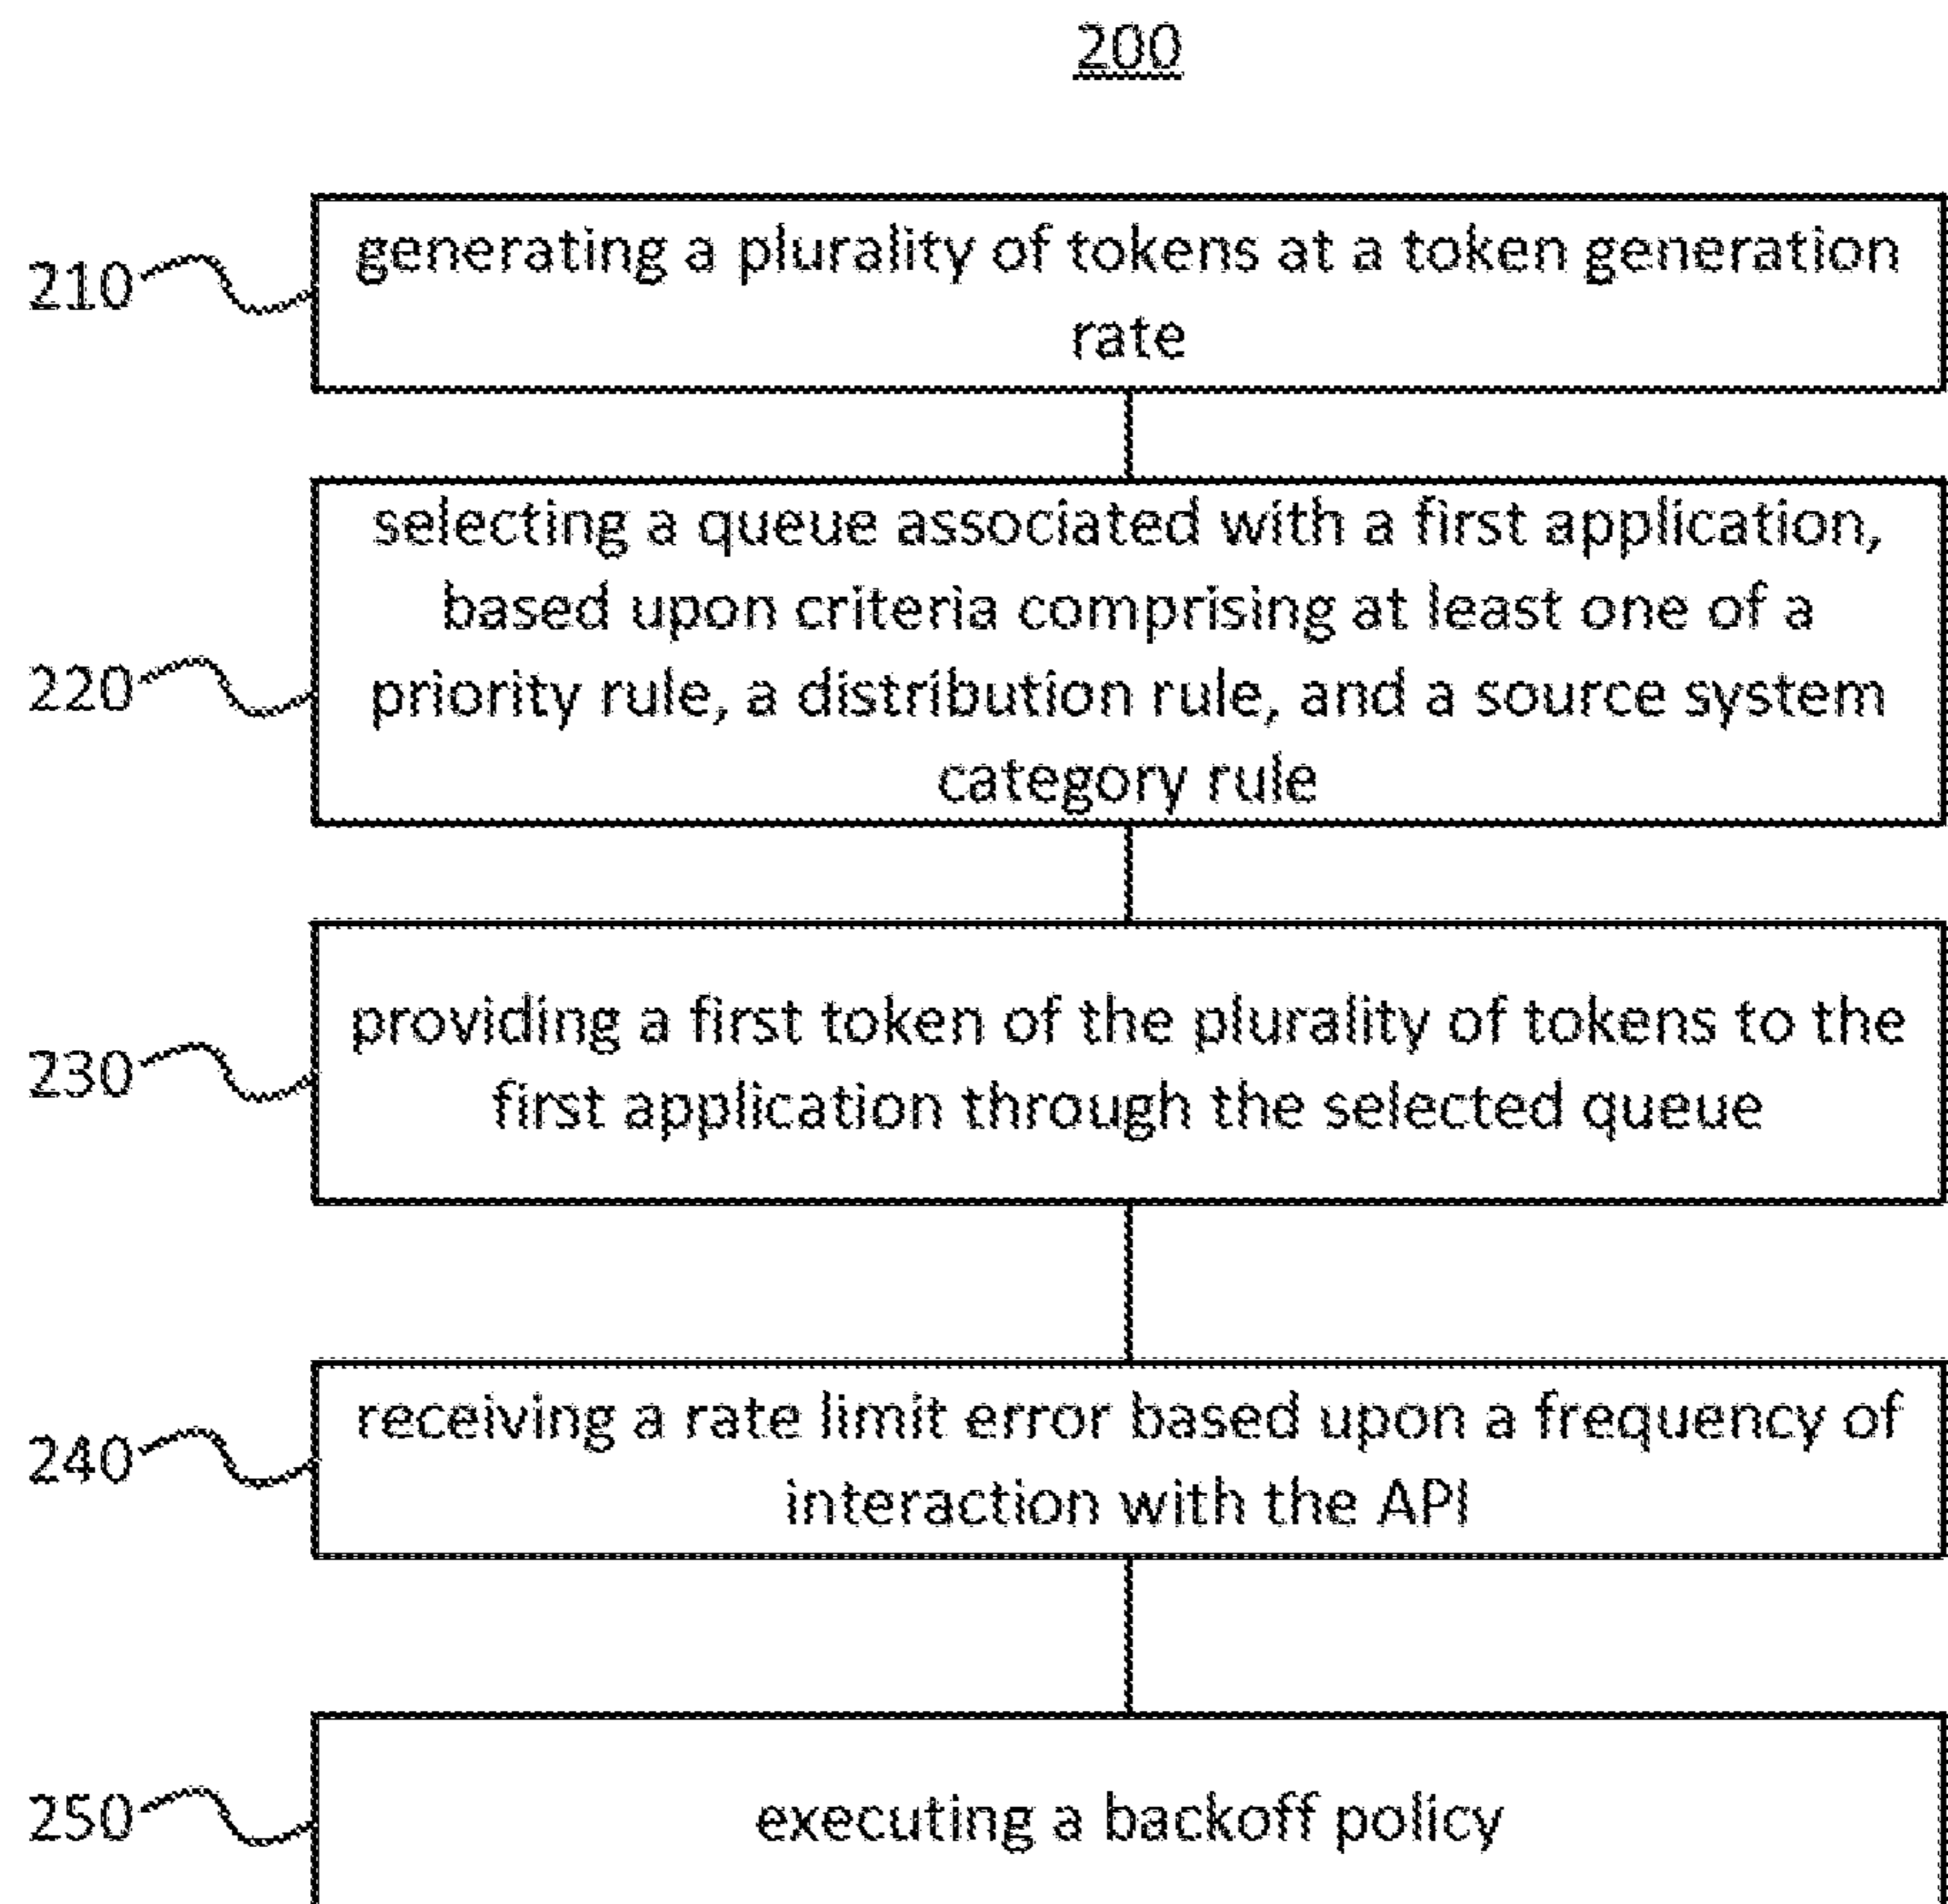 200
210
generating a plurality of tokens at a token generation
rate
220
selecting a queue associated with a first application,
based upon criteria comprising at least one of a
priority rule, a distribution rule, and a source system
category rule
230
providing a first token of the plurality of tokens to the
first application through the selected queue
240
receiving a rate limit error based upon a frequency of
interaction with the API
250
executing a backoff policy